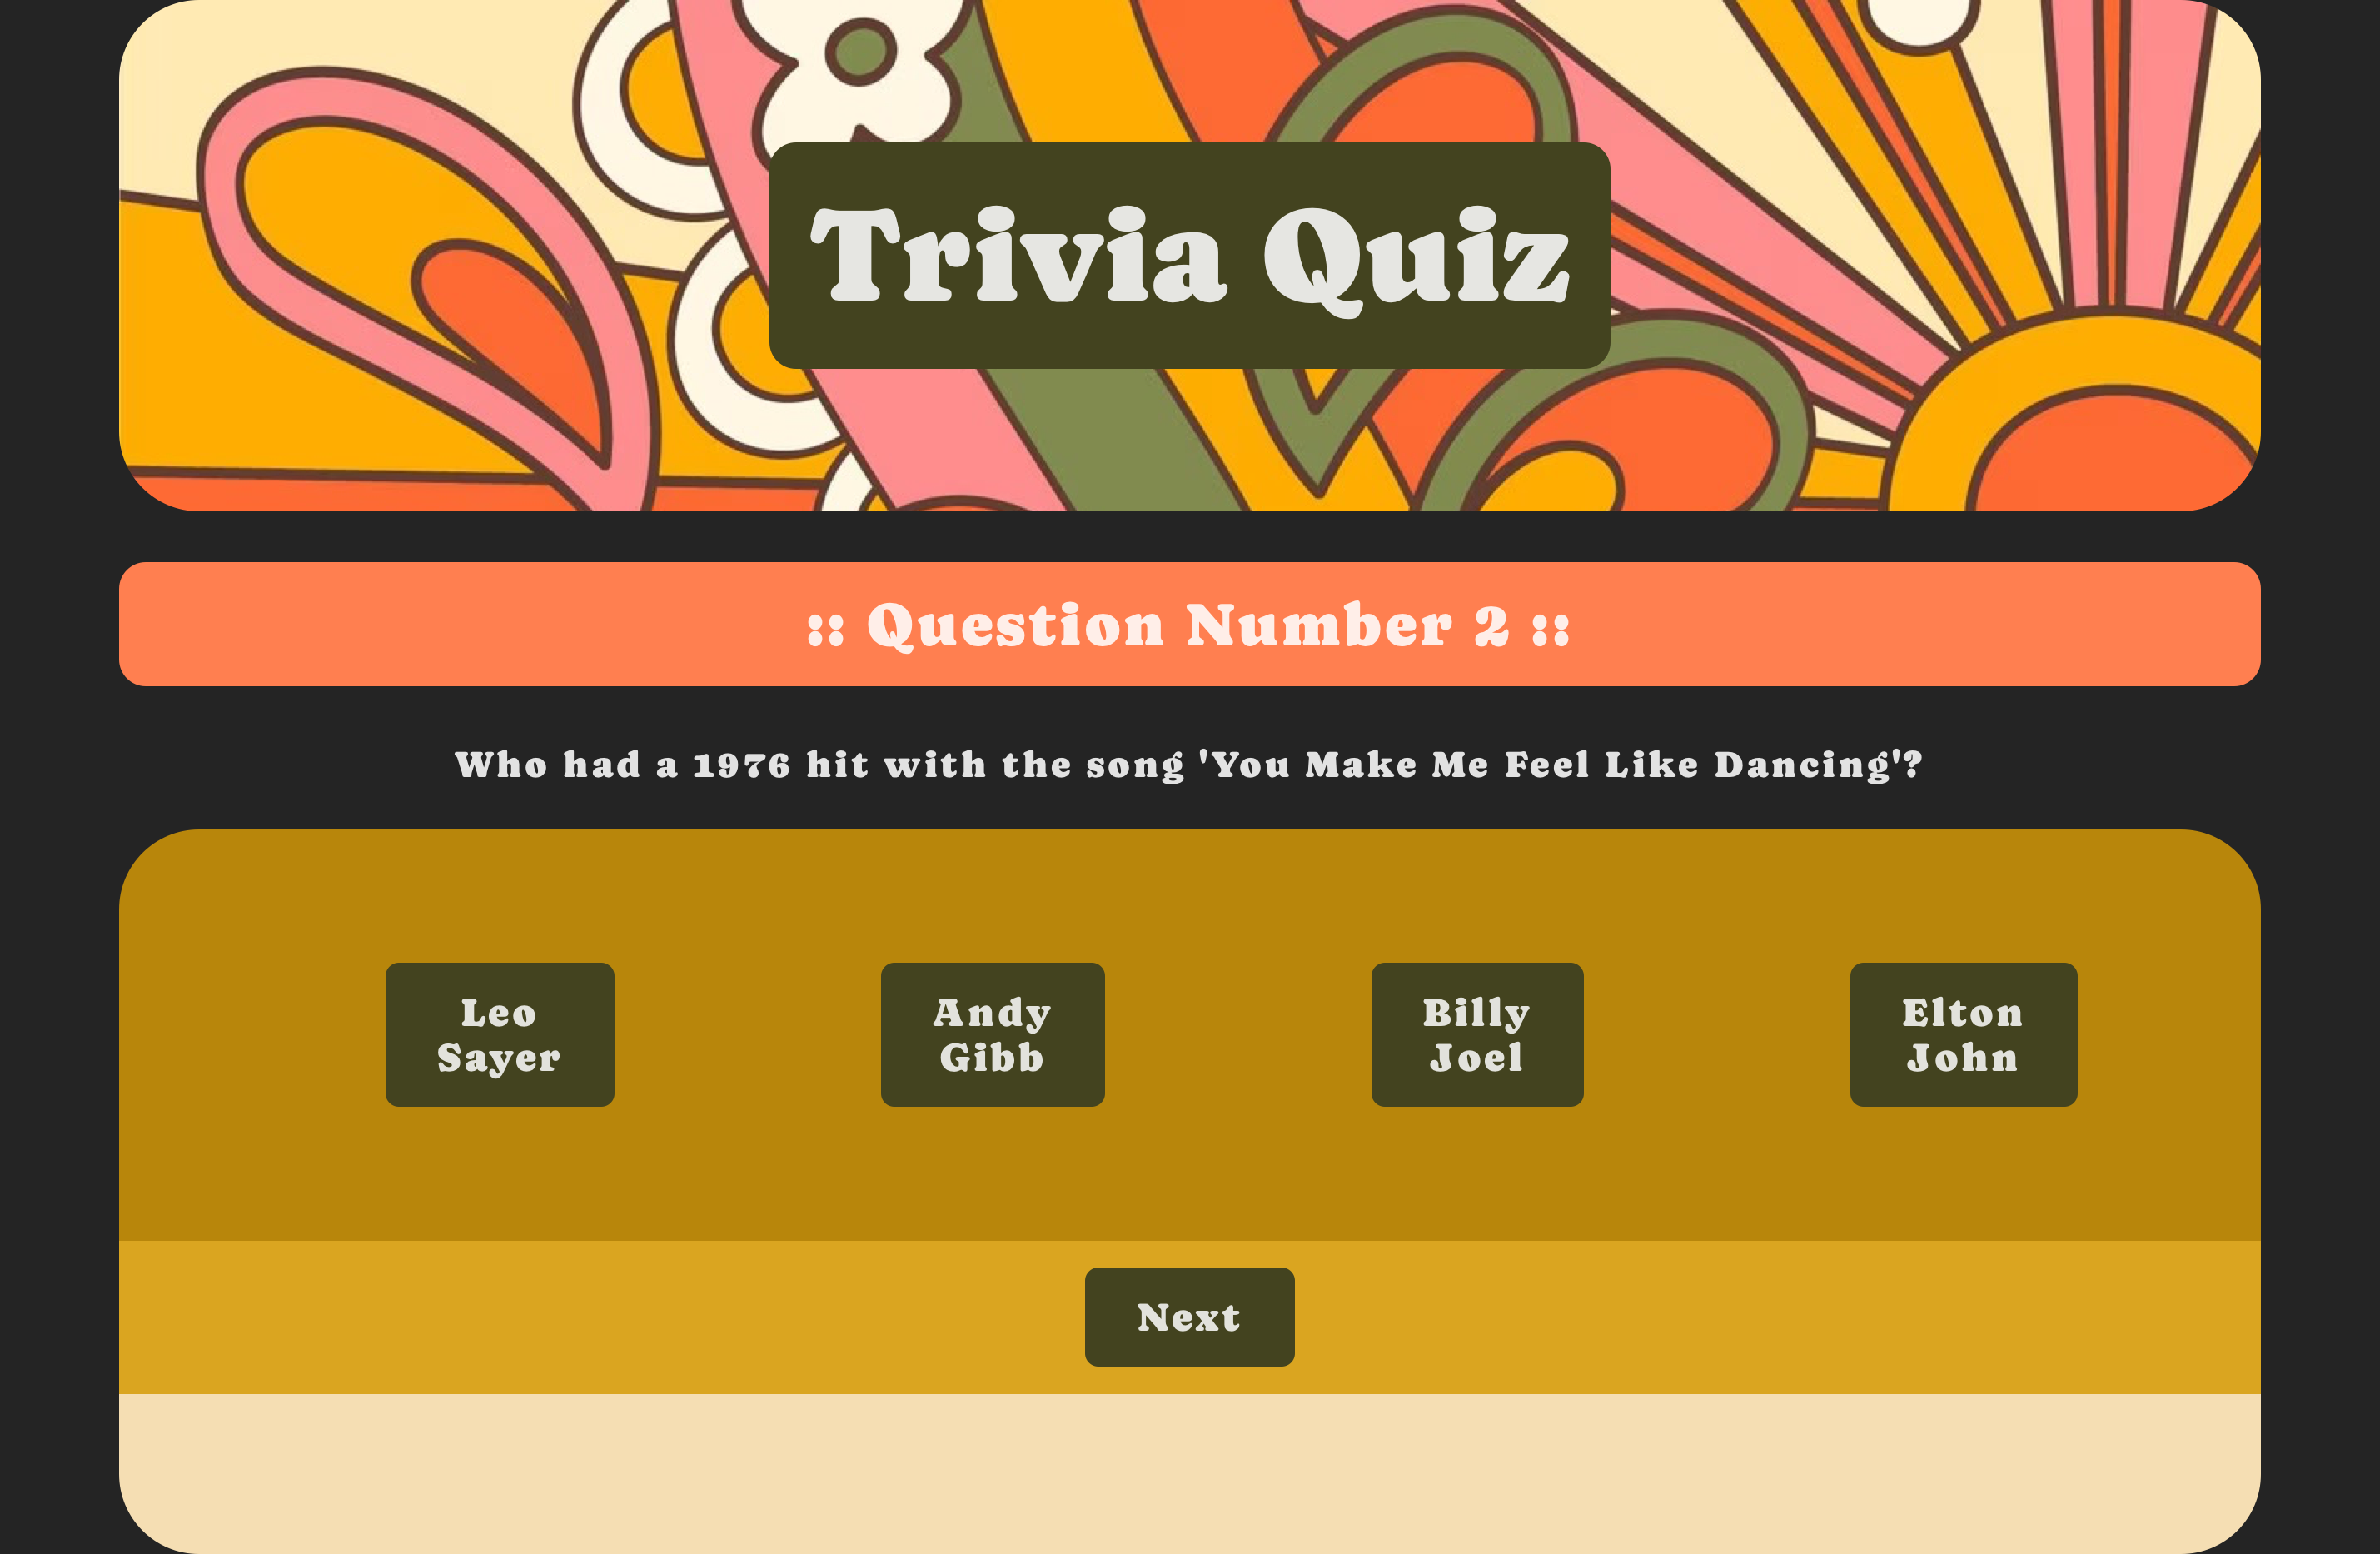 Trivia Quiz
:: Question Number 2 ::
Who had a 1976 hit with the song 'You Make Me Feel Like Dancing'?
Leo
Sayer
Andy
Gibb
Billy
Joel
Elton
John
Next